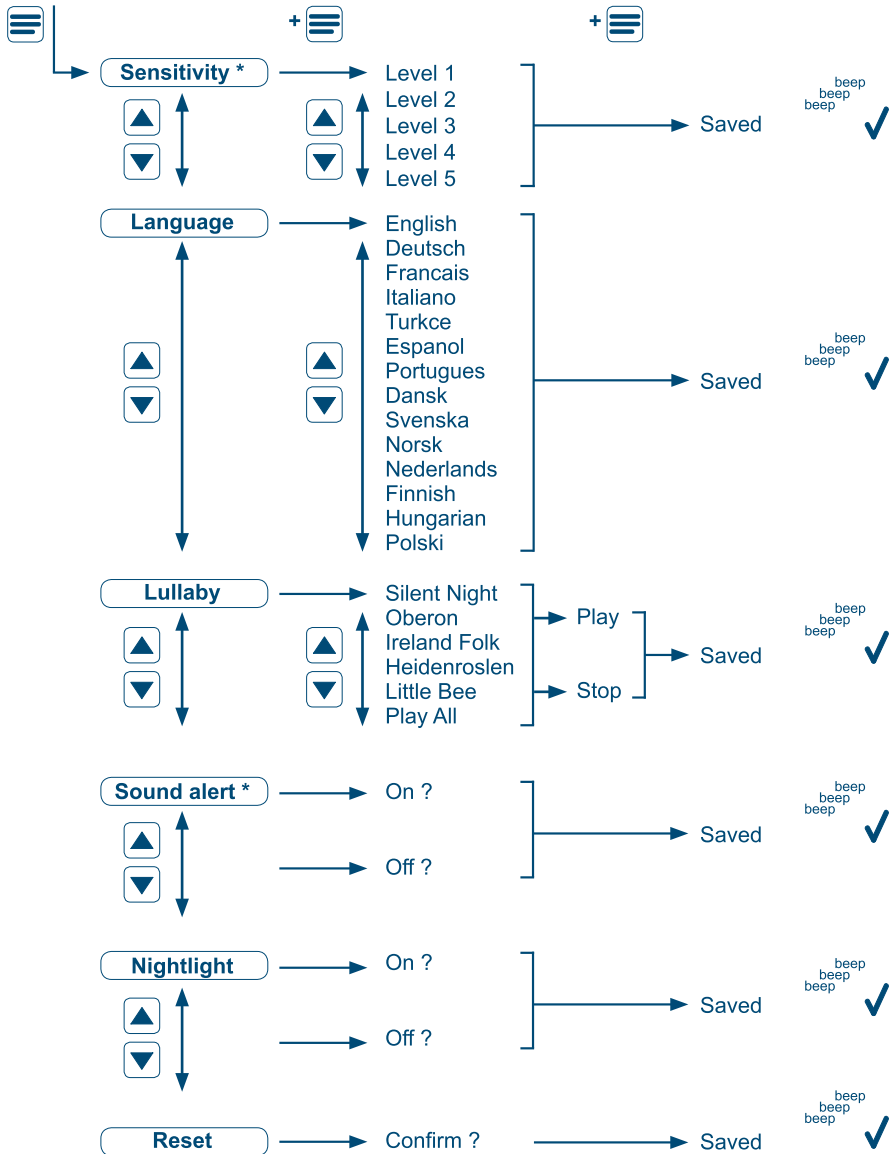 + +
Sensitivity *
Level 1
Level 2
Level 3
Level 4
Level 5
Saved
beep
beep
beep
Language
English
Deutsch
Francais
Italiano
Turkce
Espanol
Portugues
Dansk
Svenska
Norsk
Nederlands
Finnish
Hungarian
Polski
Saved
beep
beep
beep
Lullaby
Silent Night
Oberon
Ireland Folk
Heidenroslen
Little Bee
Play All
Play
Stop
Saved
beep
beep
beep
Sound alert *
On ?
Off ?
Saved
beep
beep
beep
Nightlight
On ?
Off ?
Saved
beep
beep
beep
Reset
Confirm ?
Saved
beep
beep
beep